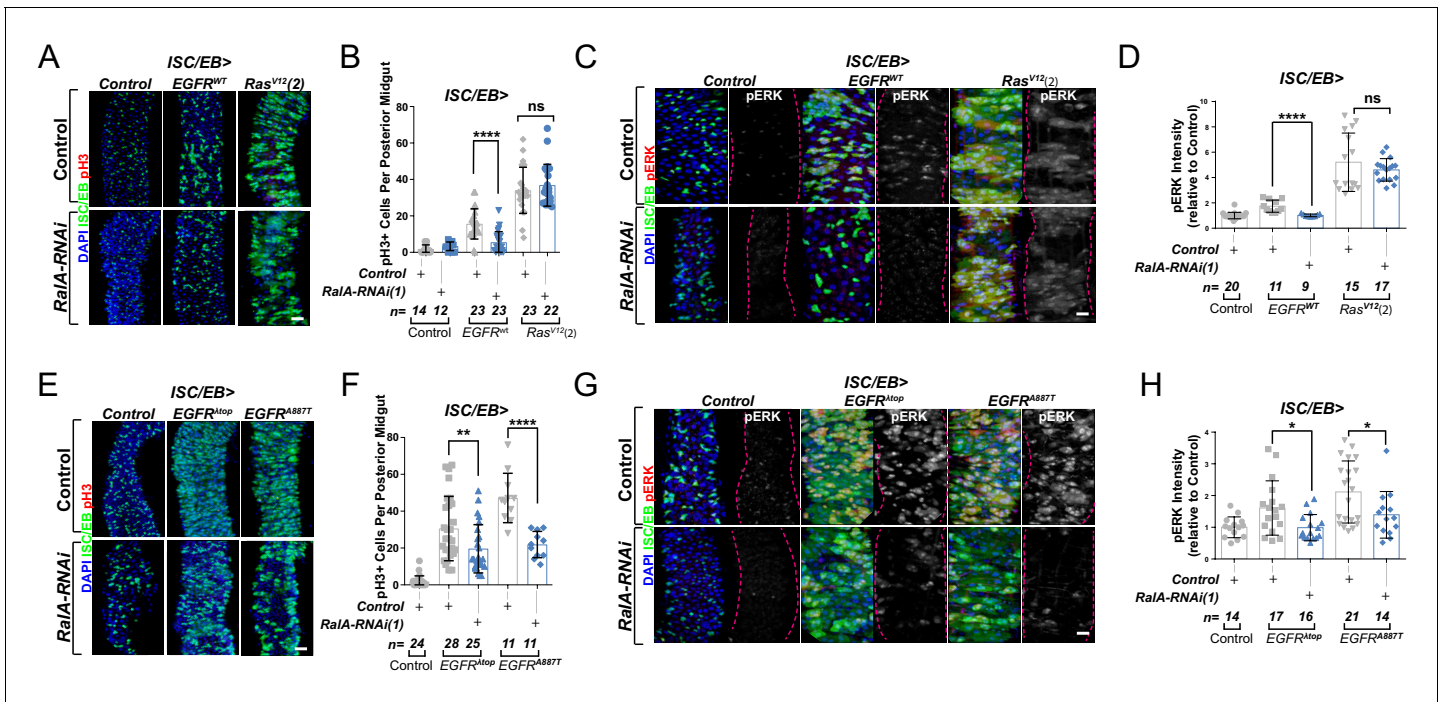 A
ISC/EB>
Control EGFR^WT Ras^V12(2)
Control
RalA-RNAi
DAPI ISC/EB pH3
B
ISC/EB>
pH3+ Cells Per Posterior Midgut
80
60
40
20
0
**** ns
Control + + +
RalA-RNAi(1) + + +
n= 14 12 23 23 23 22
Control EGFR^wt Ras^V12(2)
C
ISC/EB>
Control EGFR^WT Ras^V12(2)
pERK pERK pERK
Control
RalA-RNAi
DAPI ISC/EB pERK
D
ISC/EB>
pERK Intensity
(relative to Control)
10
8
6
4
2
0
**** ns
Control + + +
RalA-RNAi(1) + +
n= 20 11 9 15 17
Control EGFR^WT Ras^V12(2)
E
ISC/EB>
Control EGFR^λtop EGFR^A887T
Control
RalA-RNAi
DAPI ISC/EB pH3
F
ISC/EB>
pH3+ Cells Per Posterior Midgut
80
60
40
20
0
** ****
Control + + +
RalA-RNAi(1) + +
n= 24 28 25 11 11
Control EGFR^λtop EGFR^A887T
G
ISC/EB>
Control EGFR^λtop EGFR^A887T
pERK pERK pERK
Control
RalA-RNAi
DAPI ISC/EB pERK
H
ISC/EB>
pERK Intensity
(relative to Control)
4
3
2
1
0
* *
Control + + +
RalA-RNAi(1) + +
n= 14 17 16 21 14
Control EGFR^λtop EGFR^A887T